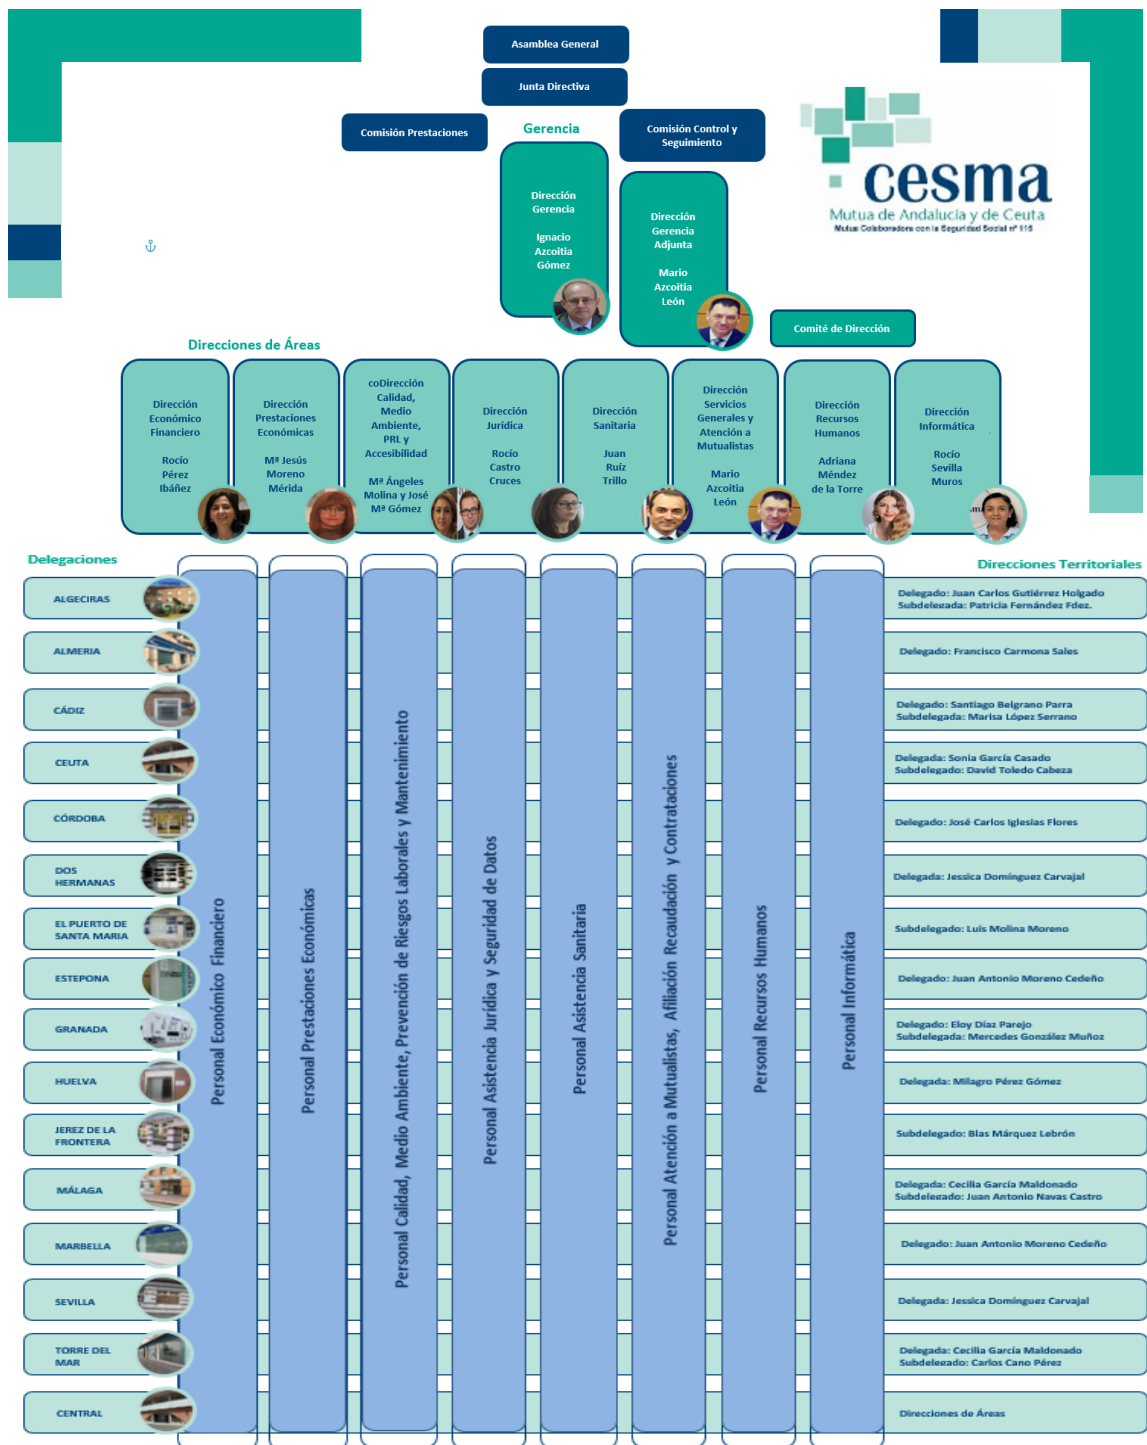 Asamblea General
Junta Directiva
Comisión Prestaciones
Gerencia
Comisión Control y
Seguimiento
cesma
Mutua de Andalucía y de Ceuta
Mutua Colaboradora con la Seguridad Social nº 115
Dirección
Gerencia
Ignacio
Azcoitia
Gómez
Dirección
Gerencia
Adjunta
Mario
Azcoitia
León
Comité de Dirección
Direcciones de Áreas
Dirección
Económico
Financiero
Rocío
Pérez
Ibáñez
Dirección
Prestaciones
Económicas
Mª Jesús
Moreno
Mérida
coDirección
Calidad,
Medio
Ambiente,
PRL y
Accesibilidad
Mª Ángeles
Molina y José
Mª Gómez
Dirección
Jurídica
Rocío
Castro
Cruces
Dirección
Sanitaria
Juan
Ruíz
Trillo
Dirección
Servicios
Generales y
Atención a
Mutualistas
Mario
Azcoitia
León
Dirección
Recursos
Humanos
Adriana
Méndez
de la Torre
Dirección
Informática
Rocío
Sevilla
Muros
Delegaciones
Direcciones Territoriales
ALGECIRAS
Delegado: Juan Carlos Gutiérrez Holgado
Subdelegada: Patricia Fernández Fdez.
ALMERIA
Delegado: Francisco Carmona Sales
CÁDIZ
Delegado: Santiago Belgrano Parra
Subdelegada: Marisa López Serrano
CEUTA
Delegada: Sonia García Casado
Subdelegado: David Toledo Cabeza
CÓRDOBA
Delegado: José Carlos Iglesias Flores
DOS
HERMANAS
Delegada: Jessica Domínguez Carvajal
EL PUERTO DE
SANTA MARIA
Subdelegado: Luis Molina Moreno
ESTEPONA
Delegado: Juan Antonio Moreno Cedeño
GRANADA
Delegado: Eloy Díaz Parejo
Subdelegada: Mercedes González Muñoz
HUELVA
Delegada: Milagro Pérez Gómez
JEREZ DE LA
FRONTERA
Subdelegado: Blas Márquez Lebrón
MÁLAGA
Delegada: Cecilia García Maldonado
Subdelegado: Juan Antonio Navas Castro
MARBELLA
Delegado: Juan Antonio Moreno Cedeño
SEVILLA
Delegada: Jessica Domínguez Carvajal
TORRE DEL
MAR
Delegada: Cecilia García Maldonado
Subdelegado: Carlos Cano Pérez
CENTRAL
Direcciones de Áreas
Personal Económico Financiero
Personal Prestaciones Económicas
Personal Calidad, Medio Ambiente, Prevención de Riesgos Laborales y Mantenimiento
Personal Asistencia Jurídica y Seguridad de Datos
Personal Asistencia Sanitaria
Personal Atención a Mutualistas, Afiliación Recaudación y Contrataciones
Personal Recursos Humanos
Personal Informática